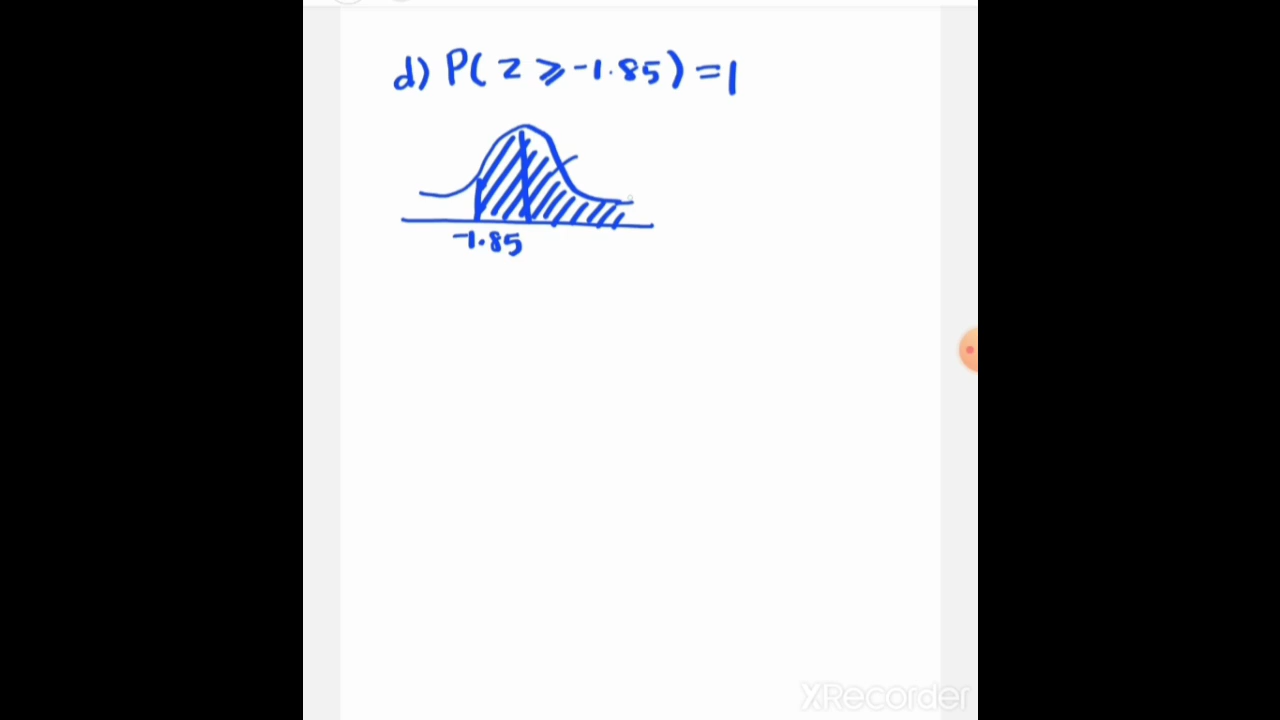 d) P( Z ⩾ -1.85) = 1
-1.85
XRecorder